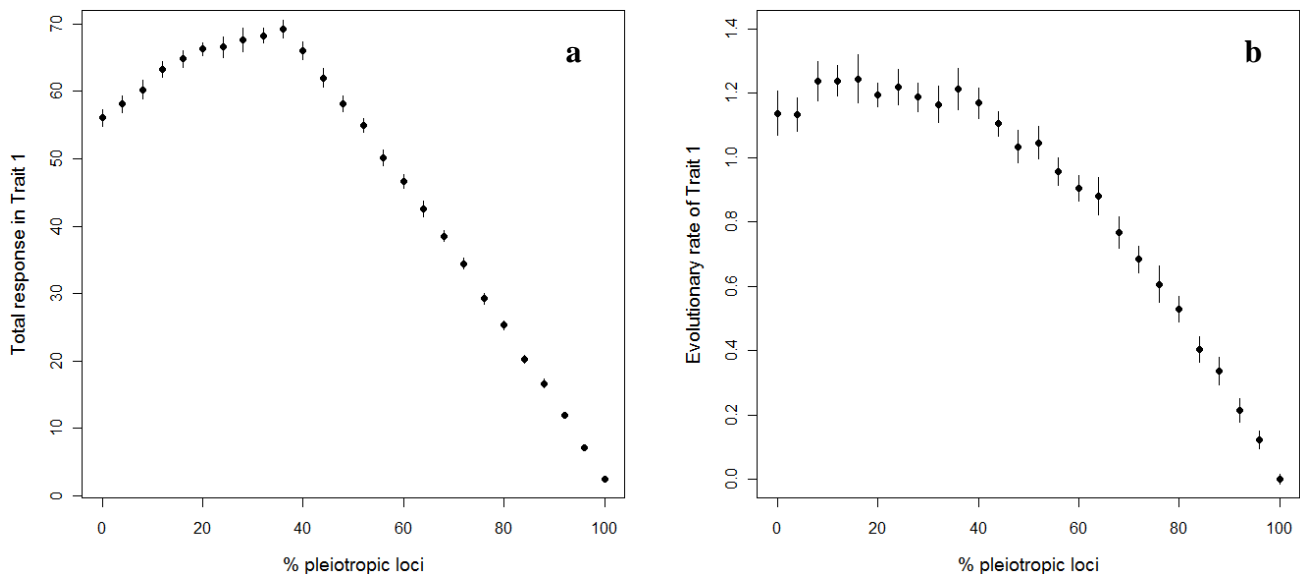 a
Total response in Trait 1
70
60
50
40
30
20
10
0
0 20 40 60 80 100
% pleiotropic loci
b
Evolutionary rate of Trait 1
1.4
1.2
1.0
0.8
0.6
0.4
0.2
0.0
0 20 40 60 80 100
% pleiotropic loci